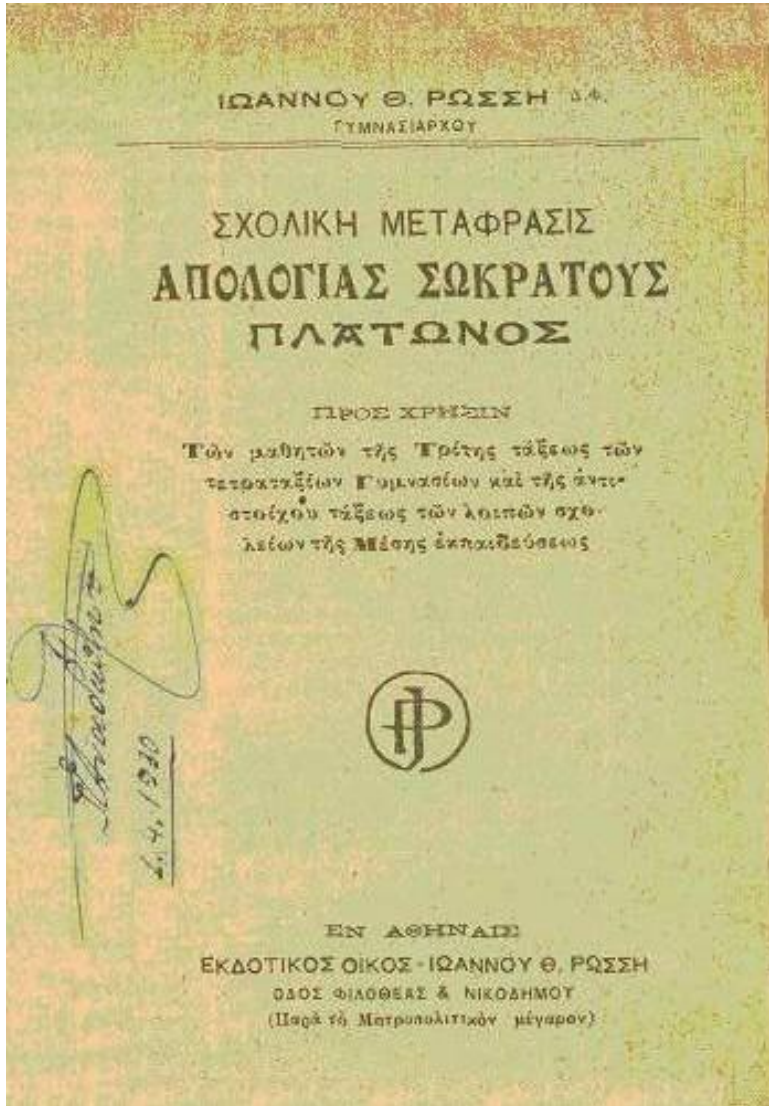 ΙΩΑΝΝΟΥ Θ. ΡΩΣΣΗ Δ.Φ.
ΓΥΜΝΑΣΙΑΡΧΟΥ
ΣΧΟΛΙΚΗ ΜΕΤΑΦΡΑΣΙΣ
ΑΠΟΛΟΓΙΑΣ ΣΩΚΡΑΤΟΥΣ
ΠΛΑΤΩΝΟΣ
ΠΡΟΣ ΧΡΗΣΙΝ
Τῶν μαθητῶν τῆς Τρίτης τάξεως τῶν
τετραταξίων Γυμνασίων καὶ τῆς ἀντι-
στοίχου τάξεως τῶν λοιπῶν σχο-
λείων τῆς Μέσης ἐκπαιδεύσεως
ΕΝ ΑΘΗΝΑΙΣ
ΕΚΔΟΤΙΚΟΣ ΟΙΚΟΣ - ΙΩΑΝΝΟΥ Θ. ΡΩΣΣΗ
ΟΔΟΣ ΦΙΛΟΘΕΑΣ & ΝΙΚΟΔΗΜΟΥ
(Παρὰ τὸ Μητροπολιτικὸν μέγαρον)